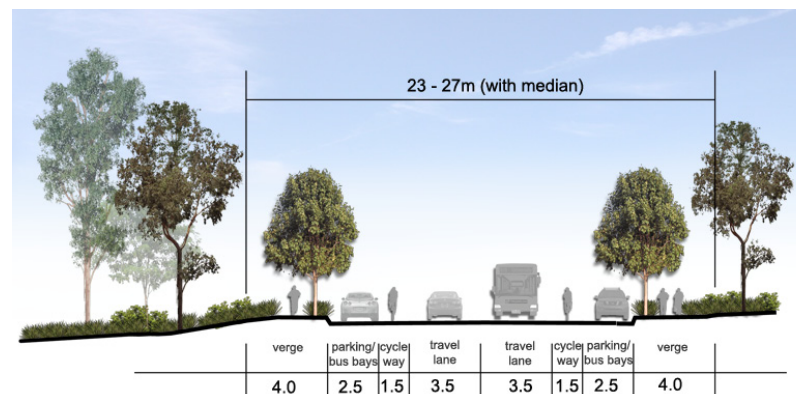 23 - 27m (with median)
verge
parking/
bus bays
cycle
way
travel
lane
travel
lane
cycle
way
parking/
bus bays
verge
4.0 2.5 1.5 3.5 3.5 1.5 2.5 4.0